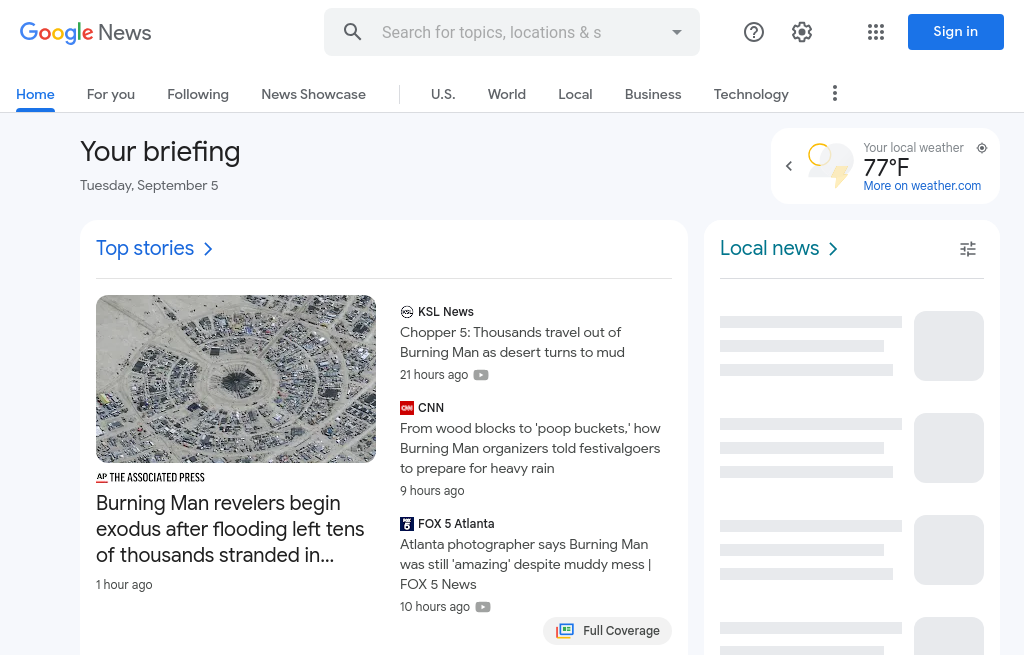 Google News
Search for topics, locations & s
Sign in
Home
For you
Following
News Showcase
U.S.
World
Local
Business
Technology
Your briefing
Tuesday, September 5
Your local weather
77°F
More on weather.com
Top stories
AP THE ASSOCIATED PRESS
Burning Man revelers begin
exodus after flooding left tens
of thousands stranded in...
1 hour ago
KSL News
Chopper 5: Thousands travel out of
Burning Man as desert turns to mud
21 hours ago
CNN
From wood blocks to 'poop buckets,' how
Burning Man organizers told festivalgoers
to prepare for heavy rain
9 hours ago
FOX 5 Atlanta
Atlanta photographer says Burning Man
was still 'amazing' despite muddy mess |
FOX 5 News
10 hours ago
Full Coverage
Local news